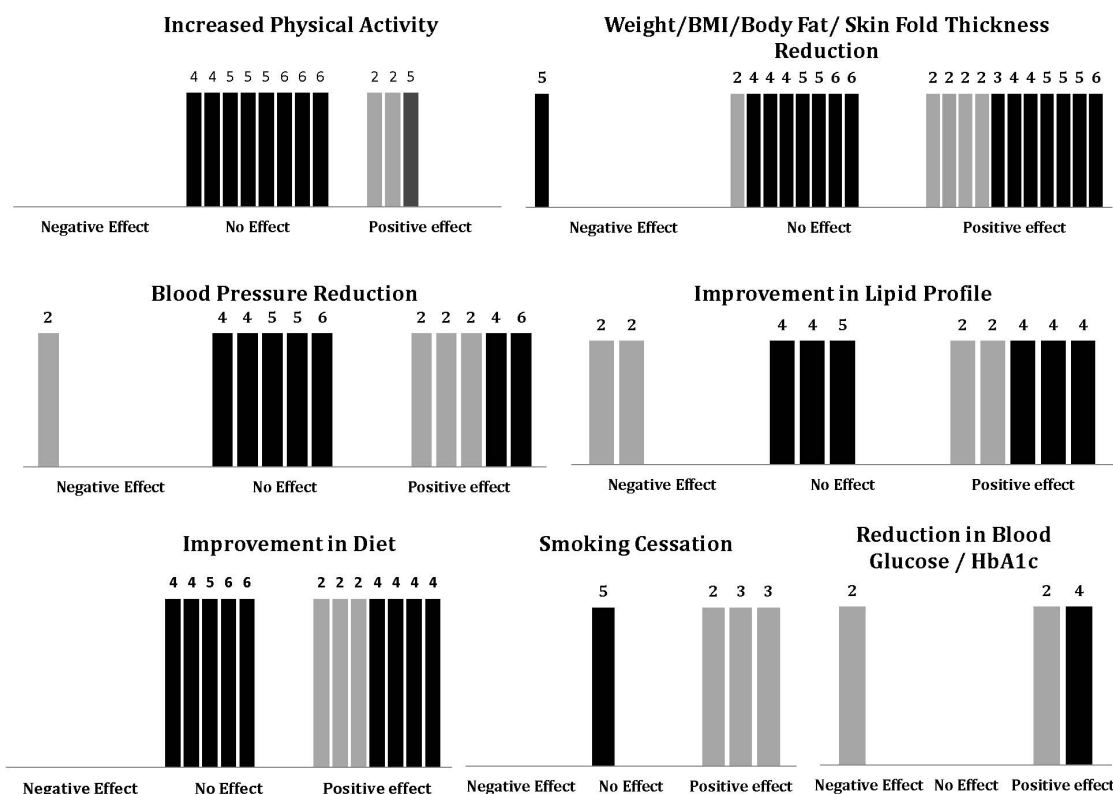 Increased Physical Activity
4 4 5 5 5 6 6 6 2 2 5
Negative Effect No Effect Positive effect
Weight/BMI/Body Fat/ Skin Fold Thickness
Reduction
5 2 4 4 4 5 5 6 6 2 2 2 2 3 4 4 5 5 5 6
Negative Effect No Effect Positive effect
Blood Pressure Reduction
2 4 4 5 5 6 2 2 2 4 6
Negative Effect No Effect Positive effect
Improvement in Lipid Profile
2 2 4 4 5 2 2 4 4 4
Negative Effect No Effect Positive effect
Improvement in Diet
4 4 5 6 6 2 2 2 4 4 4 4
Negative Effect No Effect Positive effect
Smoking Cessation
5 2 3 3
Negative Effect No Effect Positive effect
Reduction in Blood
Glucose / HbA1c
2 2 4
Negative Effect No Effect Positive effect